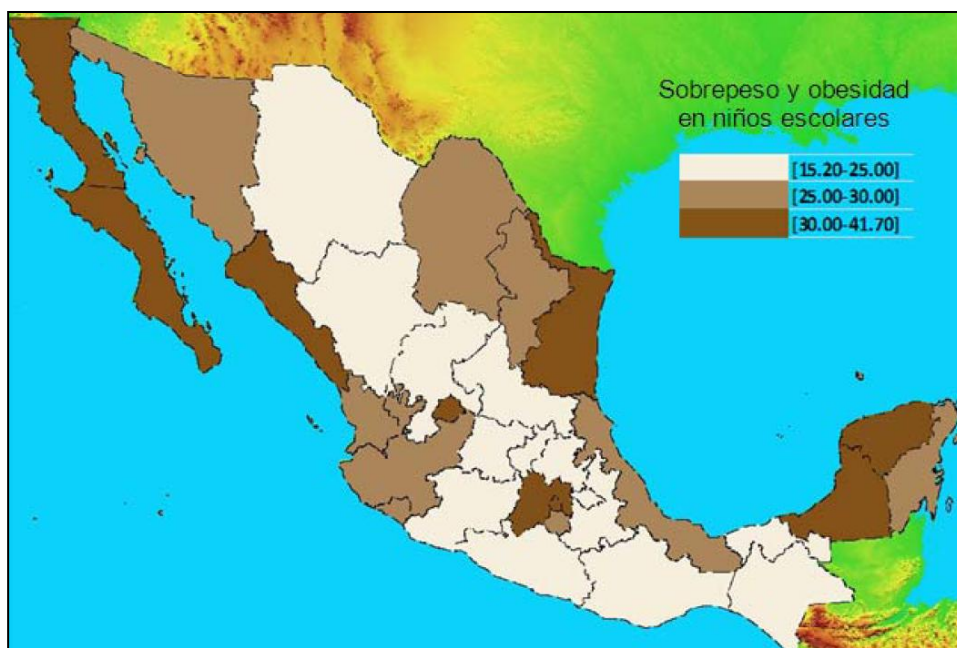 Sobrepeso y obesidad
en niños escolares
[15.20-25.00]
[25.00-30.00]
[30.00-41.70]